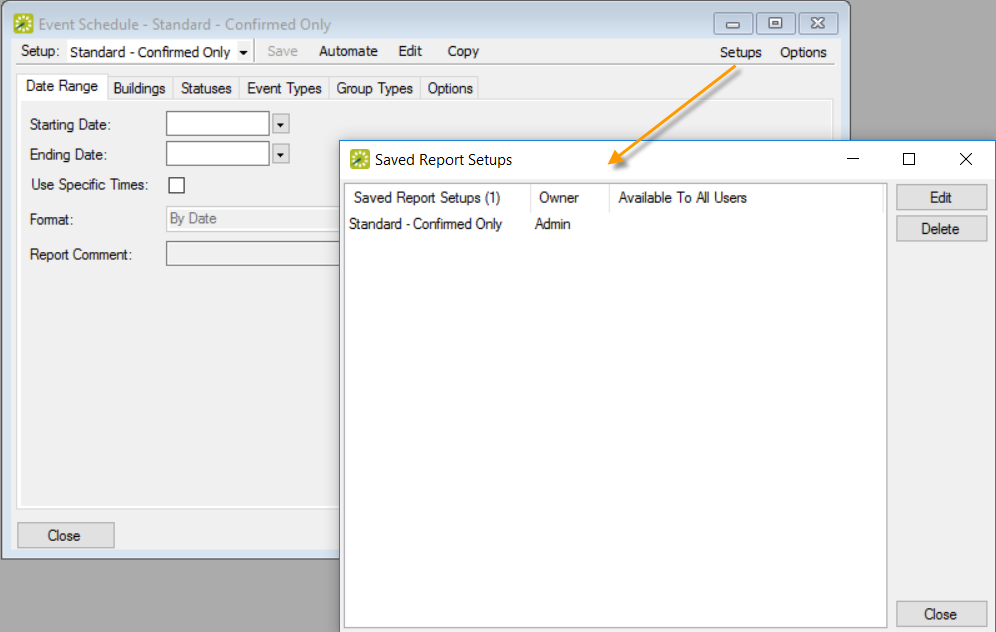 Event Schedule - Standard - Confirmed Only
Setup: Standard - Confirmed Only Save Automate Edit Copy Setups Options
Date Range Buildings Statuses Event Types Group Types Options
Starting Date:
Ending Date:
Use Specific Times:
Format: By Date
Report Comment:
Close
Saved Report Setups
Saved Report Setups (1) Owner Available To All Users
Standard - Confirmed Only Admin
Edit
Delete
Close